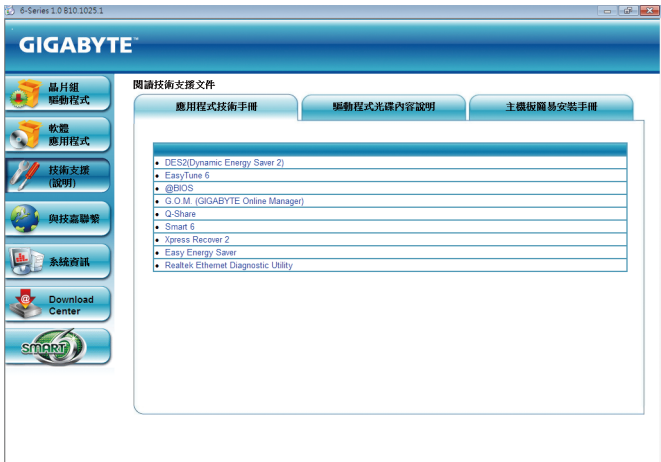 6-Series 1.0 B10.1025.1
GIGABYTE™
晶片組
驅動程式
軟體
應用程式
技術支援
(說明)
與技嘉聯繫
系統資訊
Download
Center
SMART 6
閱讀技術支援文件
應用程式技術手冊
驅動程式光碟內容說明
主機板簡易安裝手冊
• DES2(Dynamic Energy Saver 2)
• EasyTune 6
• @BIOS
• G.O.M. (GIGABYTE Online Manager)
• Q-Share
• Smart 6
• Xpress Recover 2
• Easy Energy Saver
• Realtek Ethernet Diagnostic Utility